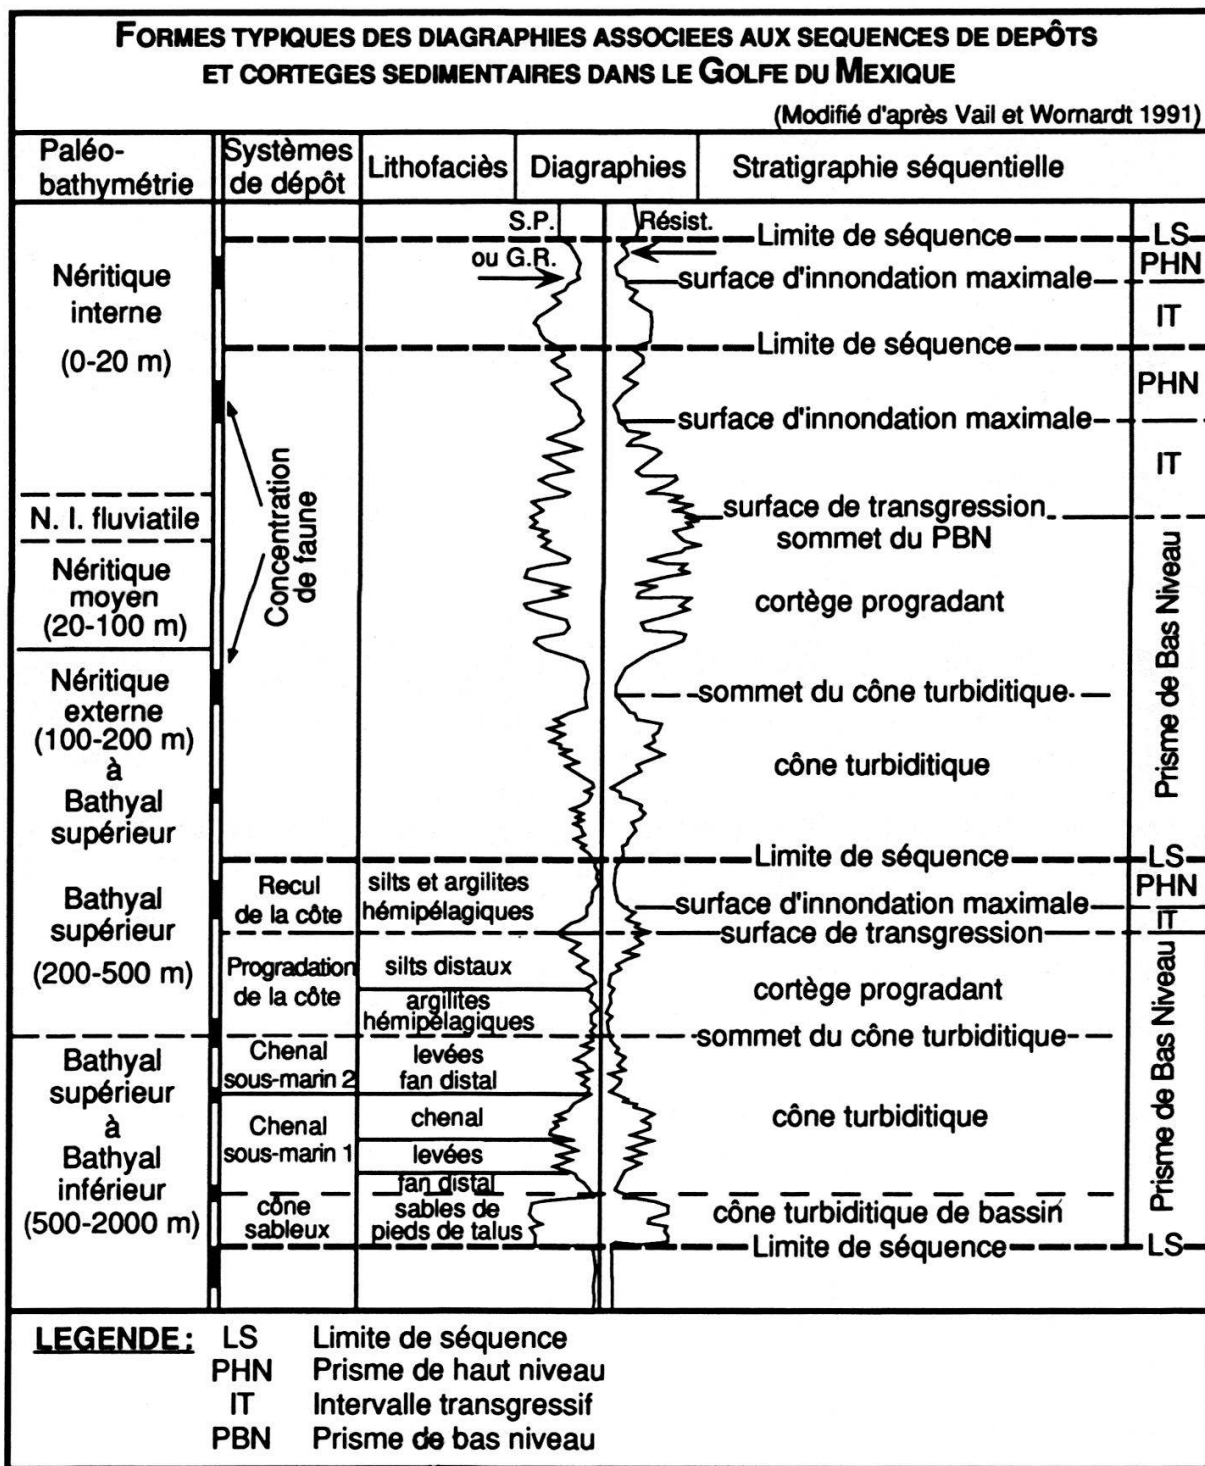 FORMES TYPIQUES DES DIAGRAPHIES ASSOCIEES AUX SEQUENCES DE DEPÔTS
ET CORTEGES SEDIMENTAIRES DANS LE GOLFE DU MEXIQUE
(Modifié d'après Vail et Wornardt 1991)
Paléo-
bathymétrie
Systèmes
de dépôt
Lithofaciès
Diagraphies
Stratigraphie séquentielle
Néritique
interne
(0-20 m)
N. I. fluviatile
Néritique
moyen
(20-100 m)
Néritique
externe
(100-200 m)
à
Bathyal
supérieur
Bathyal
supérieur
(200-500 m)
Bathyal
supérieur
à
Bathyal
inférieur
(500-2000 m)
Concentration
de faune
Recul
de la côte
Progradation
de la côte
Chenal
sous-marin 2
Chenal
sous-marin 1
cône
sableux
silts et argilites
hémipélagiques
silts distaux
argilites
hémipélagiques
levées
fan distal
chenal
levées
fan distal
sables de
pieds de talus
S.P.
ou G.R.
Résist.
Limite de séquence
surface d'innondation maximale
Limite de séquence
surface d'innondation maximale
surface de transgression
sommet du PBN
cortège progradant
sommet du cône turbiditique
cône turbiditique
Limite de séquence
surface d'innondation maximale
surface de transgression
cortège progradant
sommet du cône turbiditique
cône turbiditique
cône turbiditique de bassin
Limite de séquence
LS
PHN
IT
PHN
IT
Prisme de Bas Niveau
LS
PHN
IT
Prisme de Bas Niveau
LS
LEGENDE:
LS Limite de séquence
PHN Prisme de haut niveau
IT Intervalle transgressif
PBN Prisme de bas niveau